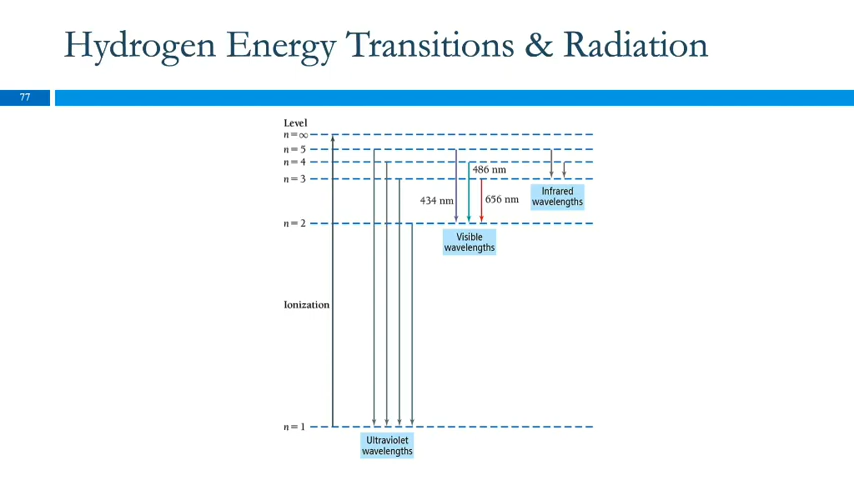 Hydrogen Energy Transitions & Radiation
77
Level
n = ∞
n = 5
n = 4
486 nm
n = 3
Infrared
wavelengths
434 nm
656 nm
n = 2
Visible
wavelengths
Ionization
n = 1
Ultraviolet
wavelengths